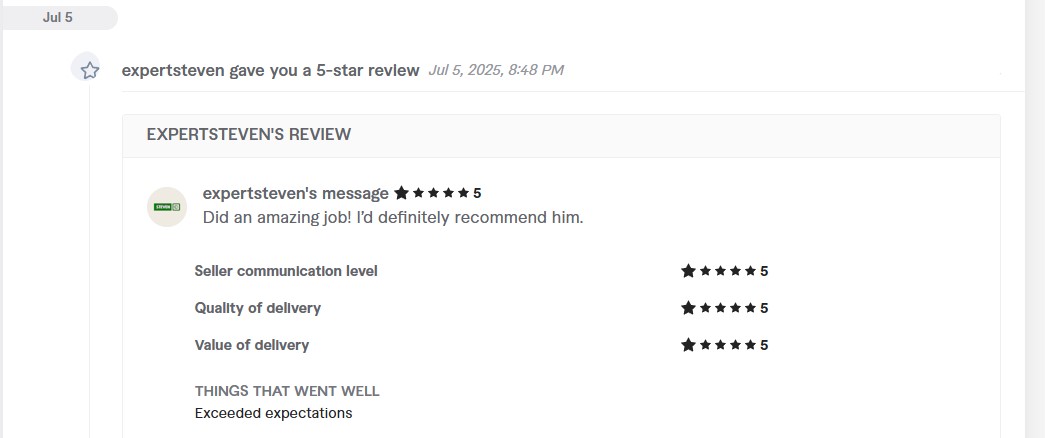 Jul 5
expertsteven gave you a 5-star review Jul 5, 2025, 8:48 PM
EXPERTSTEVEN'S REVIEW
expertsteven's message 5
Did an amazing job! I'd definitely recommend him.
STEVEN
Seller communication level 5
Quality of delivery 5
Value of delivery 5
THINGS THAT WENT WELL
Exceeded expectations